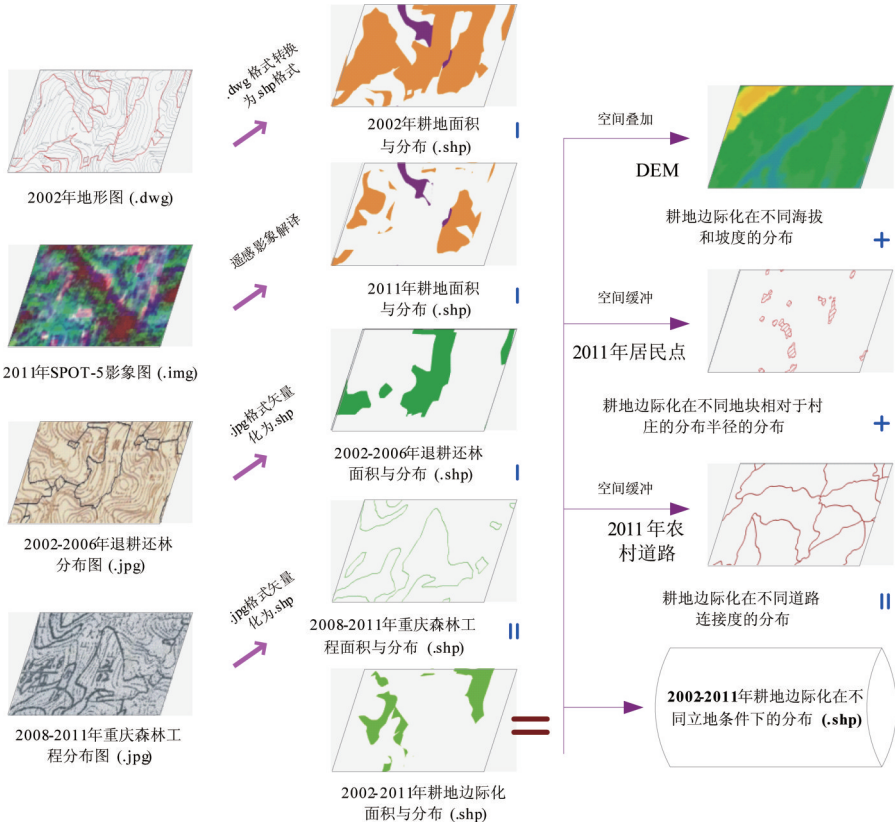 2002年地形图 (.dwg)
2011年SPOT-5影象图 (.img)
2002-2006年退耕还林
分布图 (.jpg)
2008-2011年重庆森林工
程分布图 (.jpg)
.dwg 格式转换
为.shp格式
遥感影象解译
.jpg格式矢量
化为.shp
.jpg格式矢量
化为.shp
2002年耕地面积
与分布 (.shp)
2011年耕地面积
与分布 (.shp)
2002-2006年退耕还林
面积与分布 (.shp)
2008-2011年重庆森林工
程面积与分布 (.shp)
2002-2011年耕地边际化
面积与分布 (.shp)
空间叠加
DEM
耕地边际化在不同海拔
和坡度的分布
+
空间缓冲
2011年居民点
耕地边际化在不同地块相对于村
庄的分布半径的分布
+
空间缓冲
2011年农
村道路
耕地边际化在不同道路
连接度的分布
2002-2011年耕地边际化在不
同立地条件下的分布 (.shp)